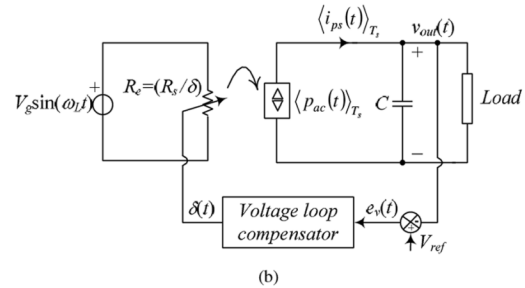 ⟨i_ps(t)⟩_Ts
v_out(t)
+
R_e=(R_s/δ)
V_g sin(ω_L t)
+
⟨p_ac(t)⟩_Ts
C
Load
−
δ(t)
Voltage loop
compensator
e_v(t)
-
+
V_ref
(b)